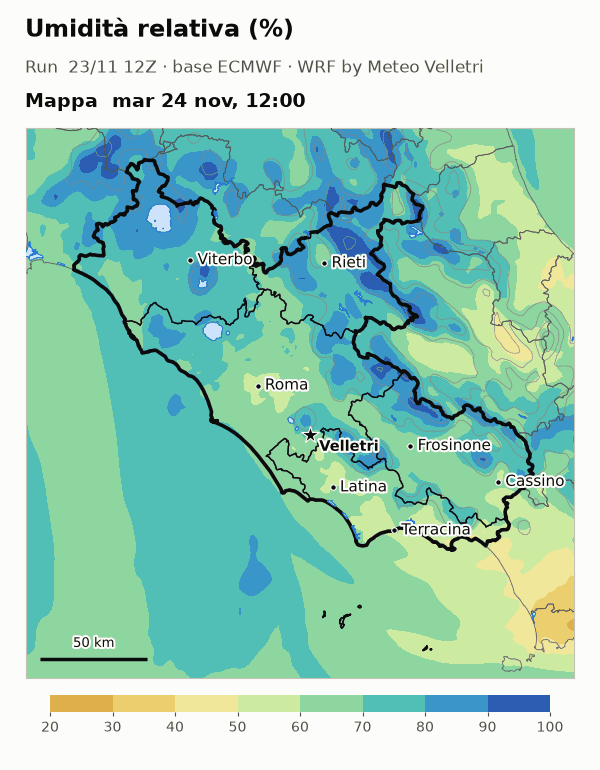 Umidità relativa (%)
Run  23/11 12Z · base ECMWF · WRF by Meteo Velletri
Mappa  mar 24 nov, 12:00
Viterbo
Rieti
Roma
Velletri
Frosinone
Cassino
Latina
Terracina
50 km
20 30 40 50 60 70 80 90 100